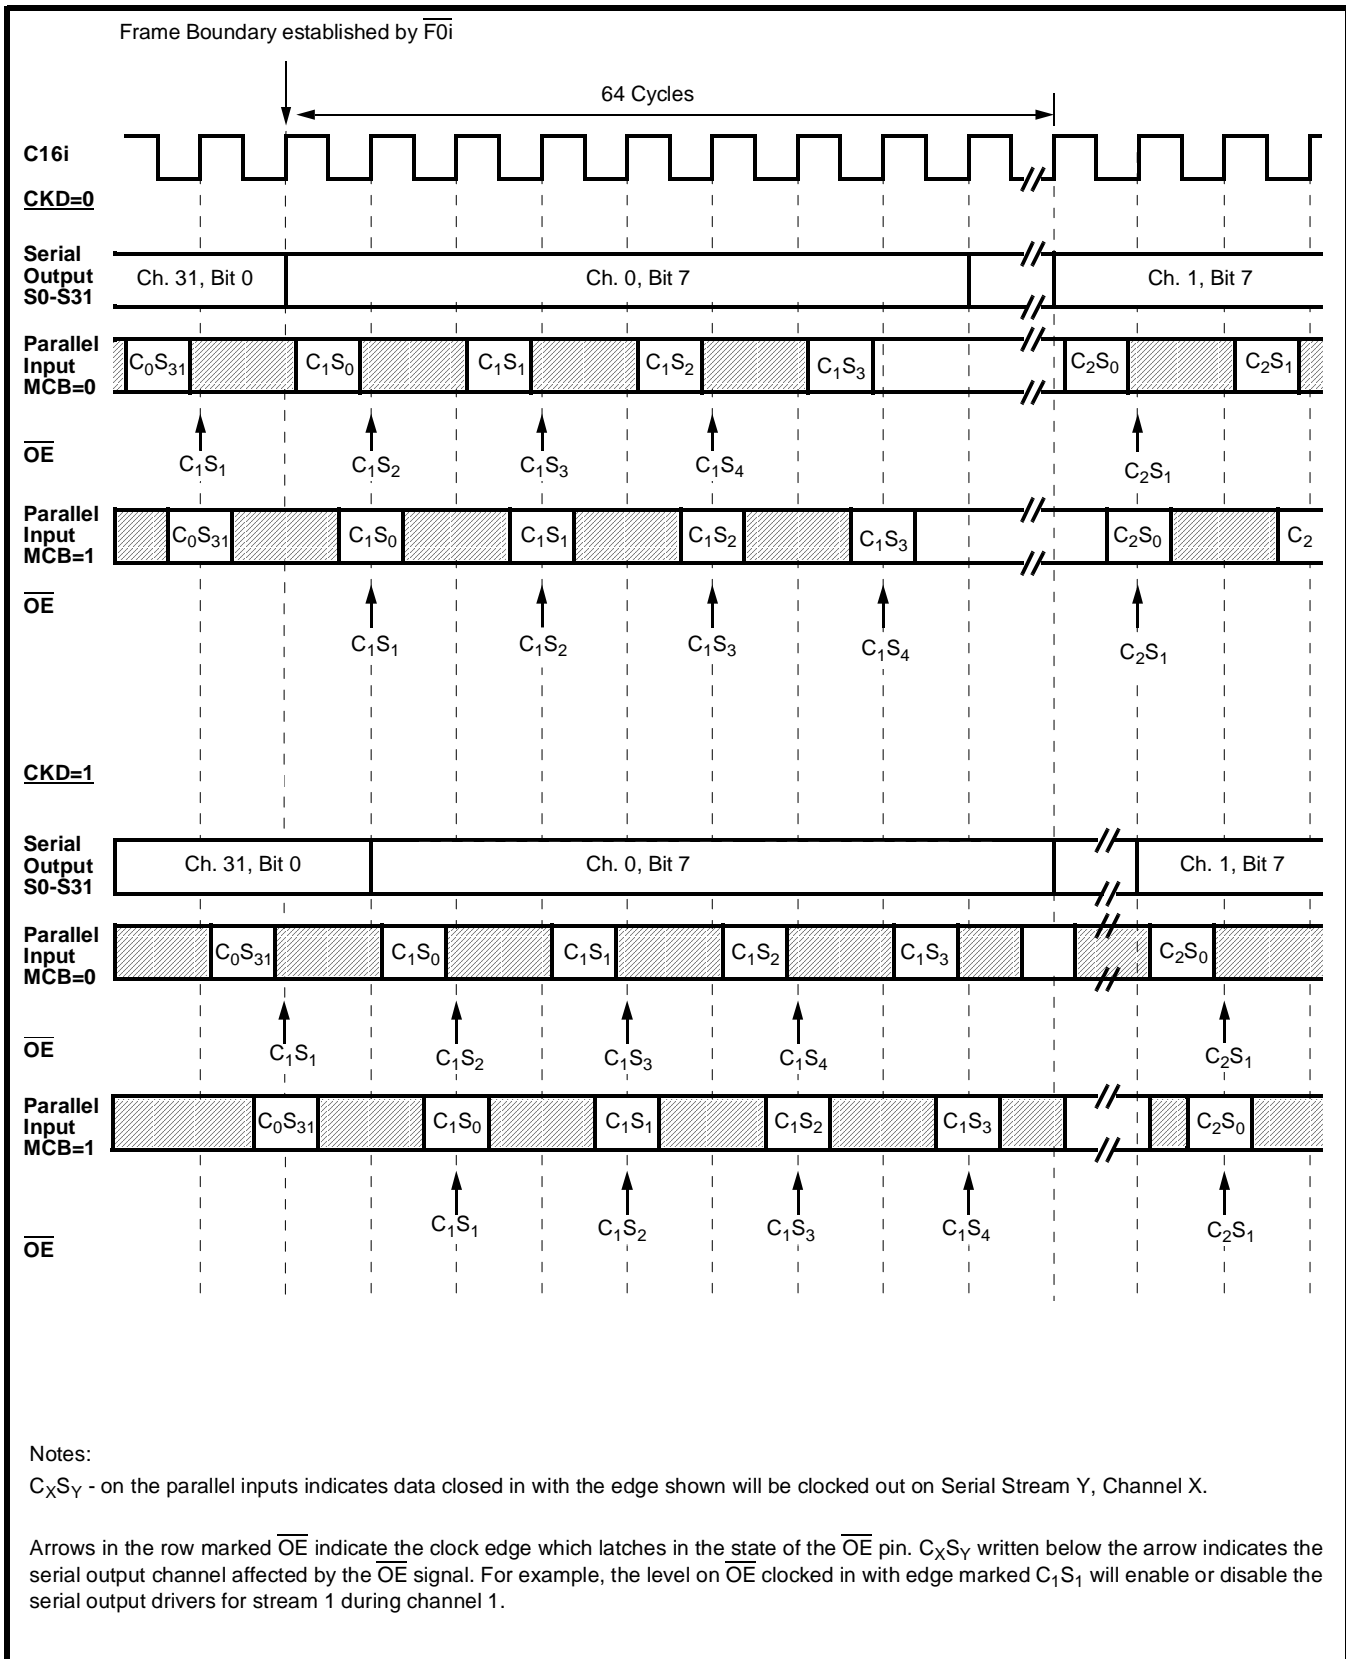 Frame Boundary established by F0i
64 Cycles
C16i
CKD=0
Serial
Output
S0-S31
Ch. 31, Bit 0
Ch. 0, Bit 7
Ch. 1, Bit 7
Parallel
Input
MCB=0
C0S31
C1S0
C1S1
C1S2
C1S3
C2S0
C2S1
OE
C1S1
C1S2
C1S3
C1S4
C2S1
Parallel
Input
MCB=1
C0S31
C1S0
C1S1
C1S2
C1S3
C2S0
C2
OE
C1S1
C1S2
C1S3
C1S4
C2S1
CKD=1
Serial
Output
S0-S31
Ch. 31, Bit 0
Ch. 0, Bit 7
Ch. 1, Bit 7
Parallel
Input
MCB=0
C0S31
C1S0
C1S1
C1S2
C1S3
C2S0
OE
C1S1
C1S2
C1S3
C1S4
C2S1
Parallel
Input
MCB=1
C0S31
C1S0
C1S1
C1S2
C1S3
C2S0
OE
C1S1
C1S2
C1S3
C1S4
C2S1
Notes:
CXSY - on the parallel inputs indicates data closed in with the edge shown will be clocked out on Serial Stream Y, Channel X.
Arrows in the row marked OE indicate the clock edge which latches in the state of the OE pin. CXSY written below the arrow indicates the
serial output channel affected by the OE signal. For example, the level on OE clocked in with edge marked C1S1 will enable or disable the
serial output drivers for stream 1 during channel 1.